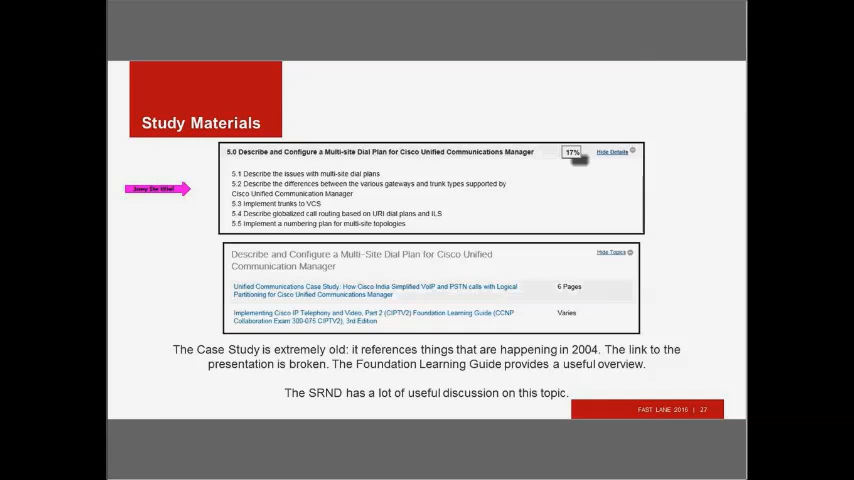 Study Materials
5.0 Describe and Configure a Multi-site Dial Plan for Cisco Unified Communications Manager 17% Hide Details
5.1 Describe the issues with multi-site dial plans
5.2 Describe the differences between the various gateways and trunk types supported by
Cisco Unified Communication Manager
5.3 Implement trunks to VCS
5.4 Describe globalized call routing based on URI dial plans and ILS
5.5 Implement a numbering plan for multi-site topologies
Describe and Configure a Multi-Site Dial Plan for Cisco Unified
Communication Manager
Hide Topics
Unified Communications Case Study: How Cisco India Simplified VoIP and PSTN calls with Logical
Partitioning for Cisco Unified Communications Manager
6 Pages
Implementing Cisco IP Telephony and Video, Part 2 (CIPTV2) Foundation Learning Guide (CCNP
Collaboration Exam 300-075 CIPTV2), 3rd Edition
Varies
The Case Study is extremely old: it references things that are happening in 2004. The link to the
presentation is broken. The Foundation Learning Guide provides a useful overview.
The SRND has a lot of useful discussion on this topic.
FAST LANE 2015 | 27